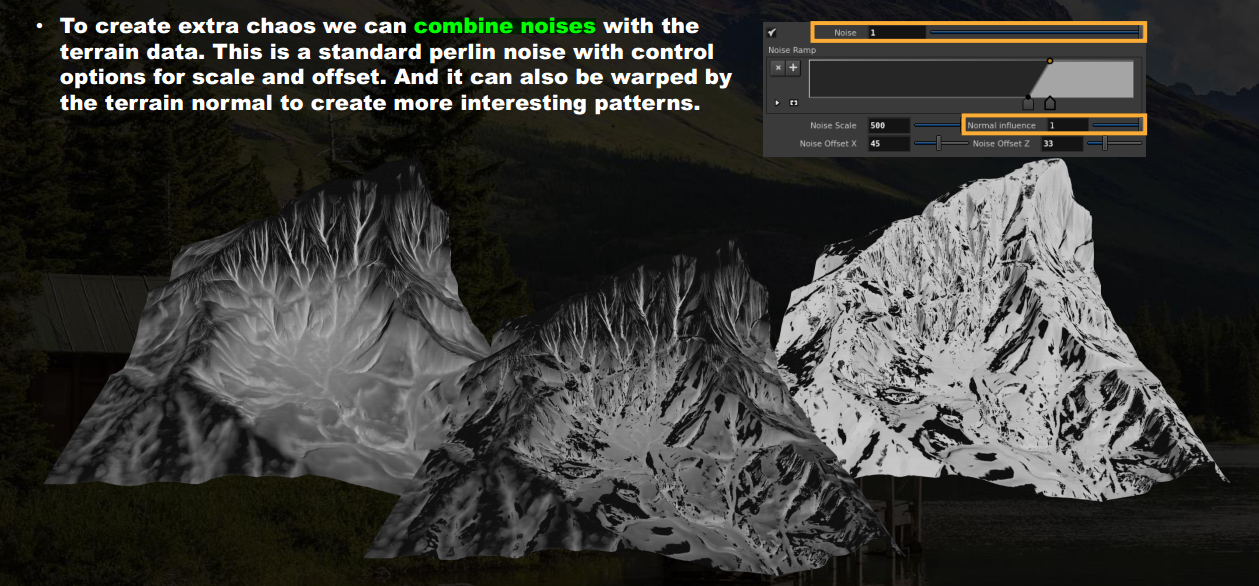 • To create extra chaos we can combine noises with the
terrain data. This is a standard perlin noise with control
options for scale and offset. And it can also be warped by
the terrain normal to create more interesting patterns.
Noise 1
Noise Ramp
Noise Scale 500 Normal influence 1
Noise Offset X 45 Noise Offset Z 33